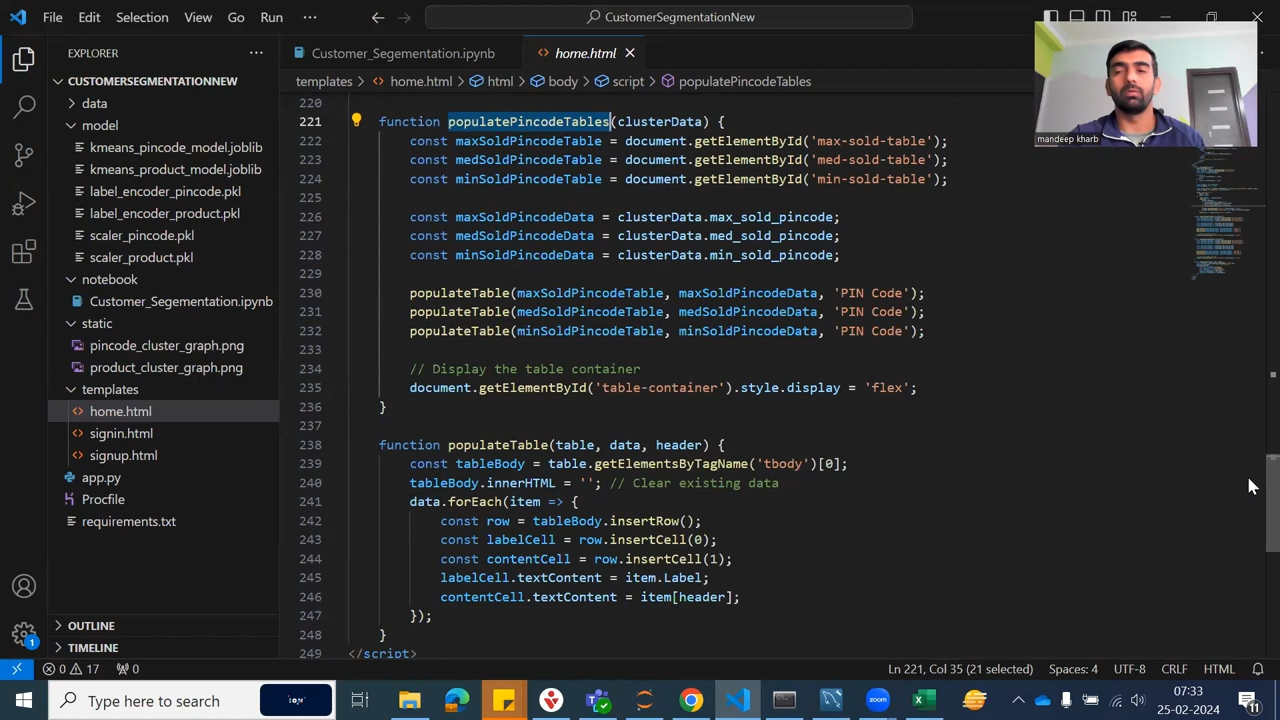 File Edit Selection View Go Run ···
CustomerSegmentationNew
EXPLORER ···
Customer_Segementation.ipynb
home.html
CUSTOMERSEGMENTATIONNEW
templates > home.html > html > body > script > populatePincodeTables
mandeep kharb
data
model
kmeans_pincode_model.joblib
kmeans_product_model.joblib
label_encoder_pincode.pkl
label_encoder_product.pkl
scaler_pincode.pkl
scaler_product.pkl
notebook
Customer_Segementation.ipynb
static
pincode_cluster_graph.png
product_cluster_graph.png
templates
home.html
signin.html
signup.html
app.py
Procfile
requirements.txt
OUTLINE
TIMELINE
220
221 function populatePincodeTables(clusterData) {
222 const maxSoldPincodeTable = document.getElementById('max-sold-table');
223 const medSoldPincodeTable = document.getElementById('med-sold-table');
224 const minSoldPincodeTable = document.getElementById('min-sold-table');
225
226 const maxSoldPincodeData = clusterData.max_sold_pincode;
227 const medSoldPincodeData = clusterData.med_sold_pincode;
228 const minSoldPincodeData = clusterData.min_sold_pincode;
229
230 populateTable(maxSoldPincodeTable, maxSoldPincodeData, 'PIN Code');
231 populateTable(medSoldPincodeTable, medSoldPincodeData, 'PIN Code');
232 populateTable(minSoldPincodeTable, minSoldPincodeData, 'PIN Code');
233
234 // Display the table container
235 document.getElementById('table-container').style.display = 'flex';
236 }
237
238 function populateTable(table, data, header) {
239 const tableBody = table.getElementsByTagName('tbody')[0];
240 tableBody.innerHTML = ''; // Clear existing data
241 data.forEach(item => {
242 const row = tableBody.insertRow();
243 const labelCell = row.insertCell(0);
244 const contentCell = row.insertCell(1);
245 labelCell.textContent = item.Label;
246 contentCell.textContent = item[header];
247 });
248 }
249 </script>
0 17 0
Ln 221, Col 35 (21 selected) Spaces: 4 UTF-8 CRLF HTML
1
Type here to search
zoom
07:33
25-02-2024
11